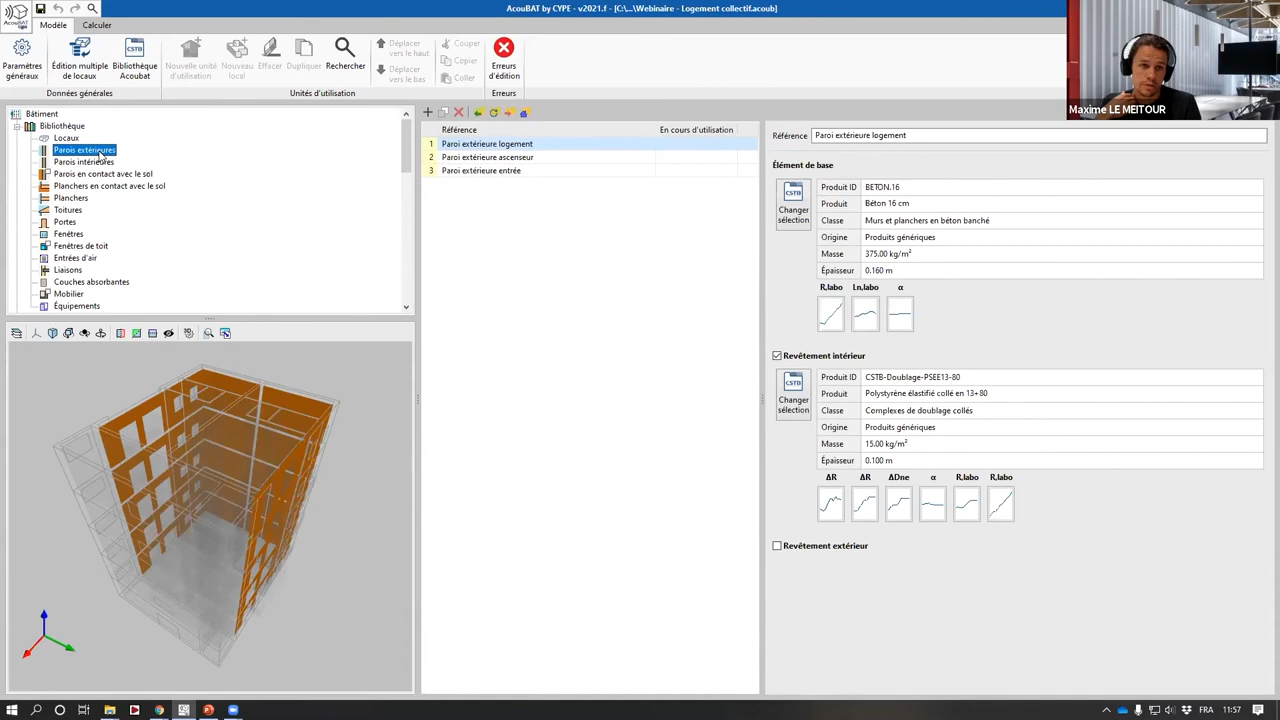 AcouBAT by CYPE - v2021.f - [C:\...\Webinaire - Logement collectif.acoub]
AcouBAT
Modèle
Calculer
Paramètres généraux
Édition multiple de locaux
Bibliothèque Acoubat
Nouvelle unité d'utilisation
Nouveau local
Effacer
Dupliquer
Rechercher
Déplacer vers le haut
Déplacer vers le bas
Couper
Copier
Coller
Erreurs d'édition
Données générales
Unités d'utilisation
Erreurs
Maxime LE MEITOUR
Bâtiment
Bibliothèque
Locaux
Parois extérieures
Parois intérieures
Parois en contact avec le sol
Planchers en contact avec le sol
Planchers
Toitures
Portes
Fenêtres
Fenêtres de toit
Entrées d'air
Liaisons
Couches absorbantes
Mobilier
Équipements
Référence
En cours d'utilisation
1 Paroi extérieure logement
2 Paroi extérieure ascenseur
3 Paroi extérieure entrée
Référence Paroi extérieure logement
Élément de base
CSTB
Changer sélection
Produit ID BETON.16
Produit Béton 16 cm
Classe Murs et planchers en béton banché
Origine Produits génériques
Masse 375.00 kg/m²
Épaisseur 0.160 m
R,labo Ln,labo α
Revêtement intérieur
CSTB
Changer sélection
Produit ID CSTB-Doublage-PSEE13-80
Produit Polystyrène élastifié collé en 13+80
Classe Complexes de doublage collés
Origine Produits génériques
Masse 15.00 kg/m²
Épaisseur 0.100 m
ΔR ΔR ΔDne α R,labo R,labo
Revêtement extérieur
FRA 11:57